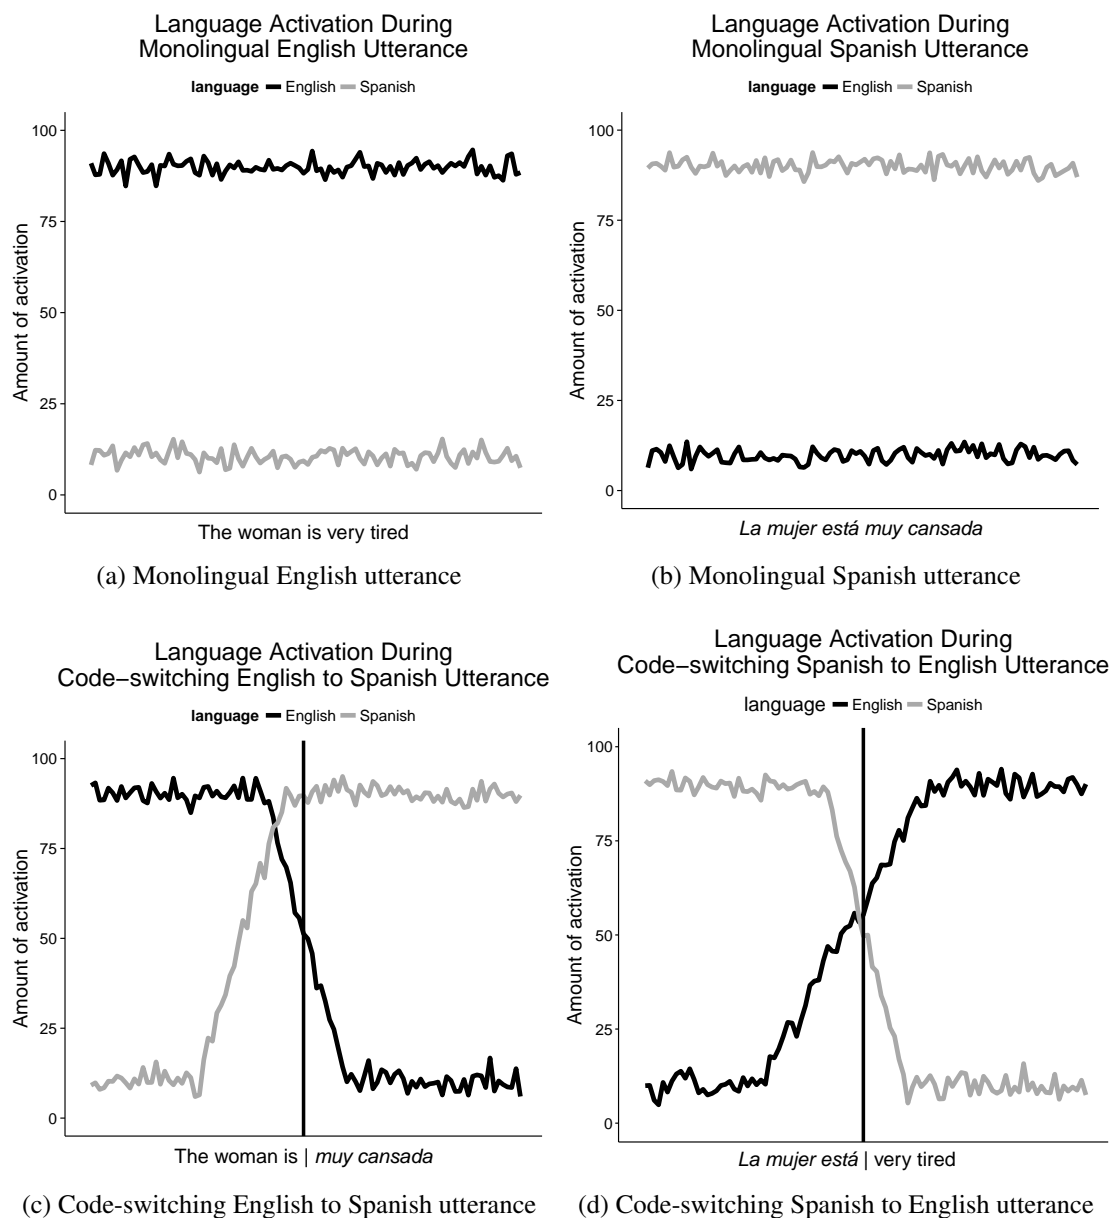 Language Activation During
Monolingual English Utterance
language English Spanish
100
75
50
25
0
Amount of activation
The woman is very tired
(a) Monolingual English utterance
Language Activation During
Monolingual Spanish Utterance
language English Spanish
100
75
50
25
0
Amount of activation
La mujer está muy cansada
(b) Monolingual Spanish utterance
Language Activation During
Code−switching English to Spanish Utterance
language English Spanish
100
75
50
25
0
Amount of activation
The woman is | muy cansada
(c) Code-switching English to Spanish utterance
Language Activation During
Code−switching Spanish to English Utterance
language English Spanish
100
75
50
25
0
Amount of activation
La mujer está | very tired
(d) Code-switching Spanish to English utterance